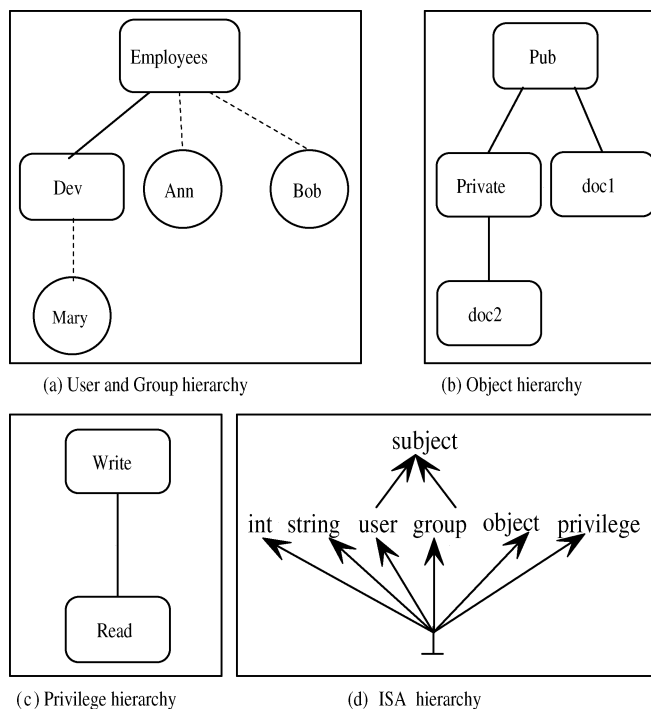 Employees
Dev
Ann
Bob
Mary
(a) User and Group hierarchy
Pub
Private
doc1
doc2
(b) Object hierarchy
Write
Read
(c) Privilege hierarchy
subject
int string user group object privilege
(d) ISA hierarchy